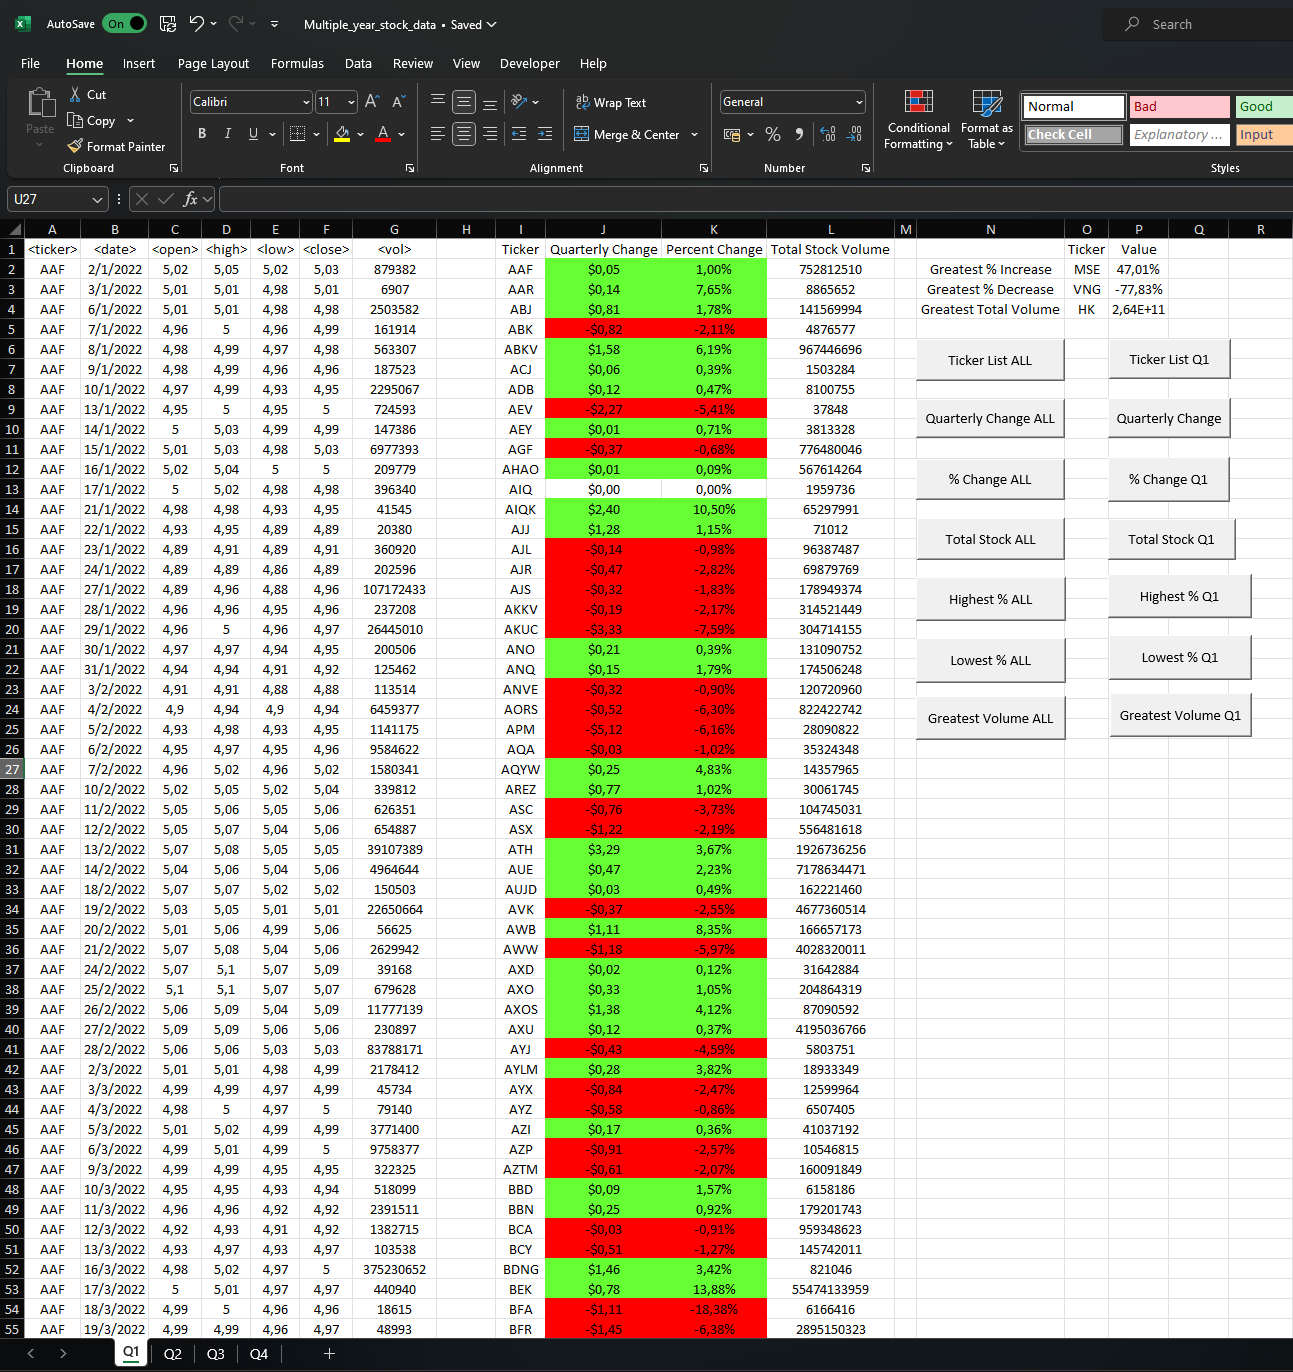 AutoSave On Multiple_year_stock_data • Saved Search
File Home Insert Page Layout Formulas Data Review View Developer Help
Paste Cut Copy Format Painter Clipboard
Calibri 11 A A B I U A Font
Wrap Text Merge & Center Alignment
General % 9 Number
Conditional Formatting Format as Table
Normal Bad Good
Check Cell Explanatory ... Input
Styles
U27 fx
A B C D E F G H I J K L M N O P Q R
1 <ticker> <date> <open> <high> <low> <close> <vol> Ticker Quarterly Change Percent Change Total Stock Volume Ticker Value
2 AAF 2/1/2022 5,02 5,05 5,02 5,03 879382 AAF $0,05 1,00% 752812510 Greatest % Increase MSE 47,01%
3 AAF 3/1/2022 5,01 5,01 4,98 5,01 6907 AAR $0,14 7,65% 8865652 Greatest % Decrease VNG -77,83%
4 AAF 6/1/2022 5,01 5,01 4,98 4,98 2503582 ABJ $0,81 1,78% 141569994 Greatest Total Volume HK 2,64E+11
5 AAF 7/1/2022 4,96 5 4,96 4,99 161914 ABK -$0,82 -2,11% 4876577
6 AAF 8/1/2022 4,98 4,99 4,97 4,98 563307 ABKV $1,58 6,19% 967446696
7 AAF 9/1/2022 4,98 4,99 4,96 4,96 187523 ACJ $0,06 0,39% 1503284
8 AAF 10/1/2022 4,97 4,99 4,93 4,95 2295067 ADB $0,12 0,47% 8100755
9 AAF 13/1/2022 4,95 5 4,95 5 724593 AEV -$2,27 -5,41% 37848
10 AAF 14/1/2022 5 5,03 4,99 4,99 147386 AEY $0,01 0,71% 3813328
11 AAF 15/1/2022 5,01 5,03 4,98 5,03 6977393 AGF -$0,37 -0,68% 776480046
12 AAF 16/1/2022 5,02 5,04 5 5 209779 AHAO $0,01 0,09% 567614264
13 AAF 17/1/2022 5 5,02 4,98 4,98 396340 AIQ $0,00 0,00% 1959736
14 AAF 21/1/2022 4,98 4,98 4,93 4,95 41545 AIQK $2,40 10,50% 65297991
15 AAF 22/1/2022 4,93 4,95 4,89 4,89 20380 AJJ $1,28 1,15% 71012
16 AAF 23/1/2022 4,89 4,91 4,89 4,91 360920 AJL -$0,14 -0,98% 96387487
17 AAF 24/1/2022 4,89 4,89 4,86 4,89 202596 AJR -$0,47 -2,82% 69879769
18 AAF 27/1/2022 4,89 4,96 4,88 4,96 107172433 AJS -$0,32 -1,83% 178949374
19 AAF 28/1/2022 4,96 4,96 4,95 4,96 237208 AKKV -$0,19 -2,17% 314521449
20 AAF 29/1/2022 4,96 5 4,96 4,97 26445010 AKUC -$3,33 -7,59% 304714155
21 AAF 30/1/2022 4,97 4,97 4,94 4,95 200506 ANO $0,21 0,39% 131090752
22 AAF 31/1/2022 4,94 4,94 4,91 4,92 125462 ANQ $0,15 1,79% 174506248
23 AAF 3/2/2022 4,91 4,91 4,88 4,88 113514 ANVE -$0,32 -0,90% 120720960
24 AAF 4/2/2022 4,9 4,94 4,9 4,94 6459377 AORS -$0,52 -6,30% 822422742
25 AAF 5/2/2022 4,93 4,98 4,93 4,95 1141175 APM -$5,12 -6,16% 28090822
26 AAF 6/2/2022 4,95 4,97 4,95 4,96 9584622 AQA -$0,03 -1,02% 35324348
27 AAF 7/2/2022 4,96 5,02 4,96 5,02 1580341 AQYW $0,25 4,83% 14357965
28 AAF 10/2/2022 5,02 5,05 5,02 5,04 339812 AREZ $0,77 1,02% 30061745
29 AAF 11/2/2022 5,05 5,06 5,05 5,06 626351 ASC -$0,76 -3,73% 104745031
30 AAF 12/2/2022 5,05 5,07 5,04 5,06 654887 ASX -$1,22 -2,19% 556481618
31 AAF 13/2/2022 5,07 5,08 5,05 5,05 39107389 ATH $3,29 3,67% 1926736256
32 AAF 14/2/2022 5,04 5,06 5,04 5,06 4964644 AUE $0,47 2,23% 7178634471
33 AAF 18/2/2022 5,07 5,07 5,02 5,02 150503 AUJD $0,03 0,49% 162221460
34 AAF 19/2/2022 5,03 5,05 5,01 5,01 22650664 AVK -$0,37 -2,55% 4677360514
35 AAF 20/2/2022 5,01 5,06 4,99 5,06 56625 AWB $1,11 8,35% 166657173
36 AAF 21/2/2022 5,07 5,08 5,04 5,06 2629942 AWW -$1,18 -5,97% 4028320011
37 AAF 24/2/2022 5,07 5,1 5,07 5,09 39168 AXD $0,02 0,12% 31642884
38 AAF 25/2/2022 5,1 5,1 5,07 5,07 679628 AXO $0,33 1,05% 204864319
39 AAF 26/2/2022 5,06 5,09 5,04 5,09 11777139 AXOS $1,38 4,12% 87090592
40 AAF 27/2/2022 5,09 5,09 5,06 5,06 230897 AXU $0,12 0,37% 4195036766
41 AAF 28/2/2022 5,06 5,06 5,03 5,03 83788171 AYJ -$0,43 -4,59% 5803751
42 AAF 2/3/2022 5,01 5,01 4,98 4,99 2178412 AYLM $0,28 3,82% 18933349
43 AAF 3/3/2022 4,99 4,99 4,97 4,99 45734 AYX -$0,84 -2,47% 12599964
44 AAF 4/3/2022 4,98 5 4,97 5 79140 AYZ -$0,58 -0,86% 6507405
45 AAF 5/3/2022 5,01 5,02 4,99 4,99 3771400 AZI $0,17 0,36% 41037192
46 AAF 6/3/2022 4,99 5,01 4,99 5 9758377 AZP -$0,91 -2,57% 10546815
47 AAF 9/3/2022 4,99 4,99 4,95 4,95 322325 AZTM -$0,61 -2,07% 160091849
48 AAF 10/3/2022 4,95 4,95 4,93 4,94 518099 BBD $0,09 1,57% 6158186
49 AAF 11/3/2022 4,96 4,96 4,92 4,92 2391511 BBN $0,25 0,92% 179201743
50 AAF 12/3/2022 4,92 4,93 4,91 4,92 1382715 BCA -$0,03 -0,91% 959348623
51 AAF 13/3/2022 4,93 4,97 4,93 4,97 103538 BCY -$0,51 -1,27% 145742011
52 AAF 16/3/2022 4,98 5,02 4,97 5 375230652 BDNG $1,46 3,42% 821046
53 AAF 17/3/2022 5 5,01 4,97 4,97 440940 BEK $0,78 13,88% 55474133959
54 AAF 18/3/2022 4,99 5 4,96 4,96 18615 BFA -$1,11 -18,38% 6166416
55 AAF 19/3/2022 4,99 4,99 4,96 4,97 48993 BFR -$1,45 -6,38% 2895150323
Ticker List ALL Ticker List Q1
Quarterly Change ALL Quarterly Change
% Change ALL % Change Q1
Total Stock ALL Total Stock Q1
Highest % ALL Highest % Q1
Lowest % ALL Lowest % Q1
Greatest Volume ALL Greatest Volume Q1
Q1 Q2 Q3 Q4